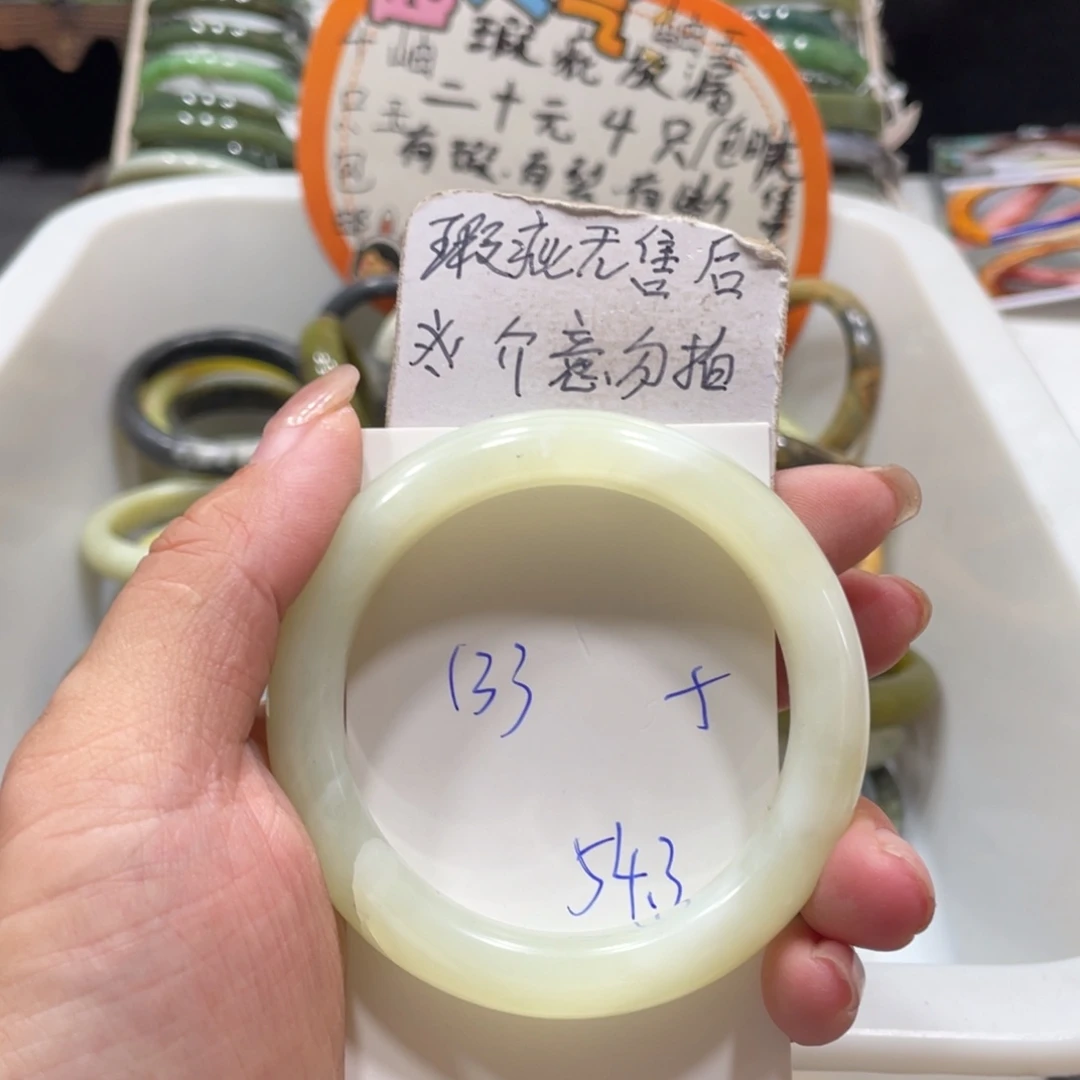 瑕疵捡漏
二十元4只/包
有瑕.有裂.有断
瑕疵无售后
※介意勿拍
133
54.3